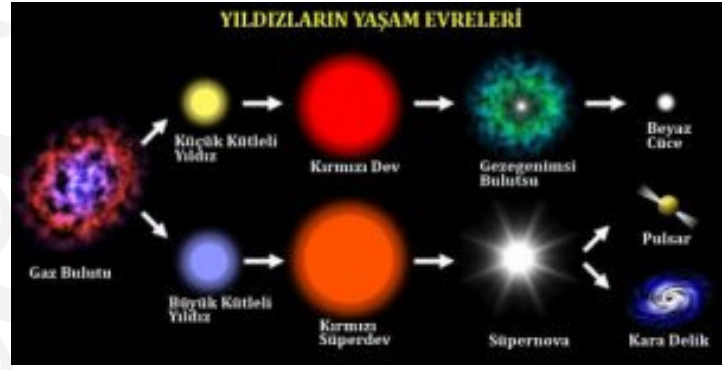 YILDIZLARIN YAŞAM EVRELERİ
Küçük Kütleli
Yıldız
Kırmızı Dev
Gezegenimsi
Bulutsu
Beyaz
Cüce
Gaz Bulutu
Büyük Kütleli
Yıldız
Kırmızı
Süperdev
Süpernova
Pulsar
Kara Delik